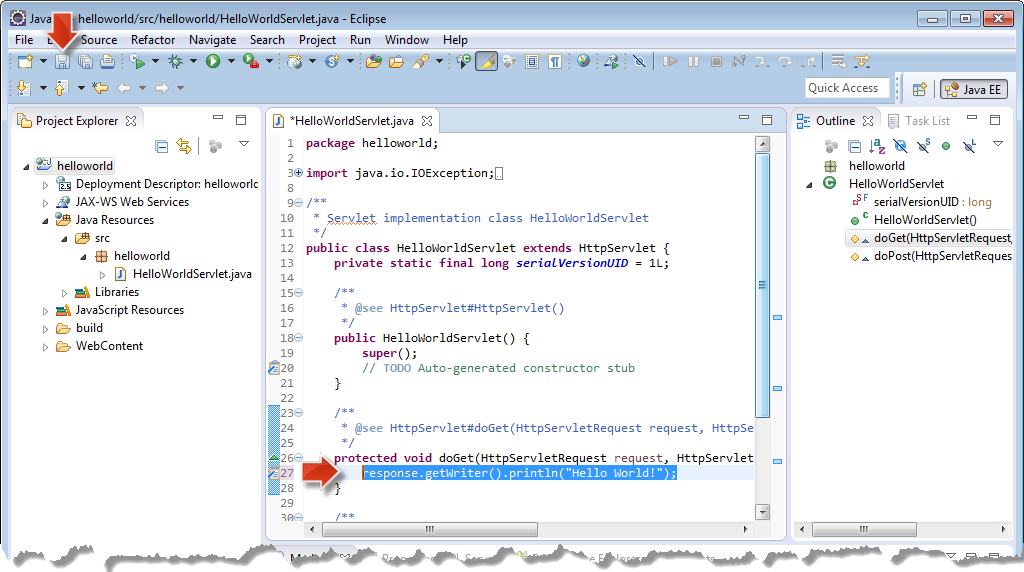 Java
helloworld/src/helloworld/HelloWorldServlet.java - Eclipse
File
Source Refactor Navigate Search Project Run Window Help
Quick Access
Java EE
Project Explorer
helloworld
Deployment Descriptor: helloworld
JAX-WS Web Services
Java Resources
src
helloworld
HelloWorldServlet.java
Libraries
JavaScript Resources
build
WebContent
*HelloWorldServlet.java
1 package helloworld;
2
3 import java.io.IOException;
8
9 /**
10 * Servlet implementation class HelloWorldServlet
11 */
12 public class HelloWorldServlet extends HttpServlet {
13 private static final long serialVersionUID = 1L;
14
15 /**
16 * @see HttpServlet#HttpServlet()
17 */
18 public HelloWorldServlet() {
19 super();
20 // TODO Auto-generated constructor stub
21 }
22
23 /**
24 * @see HttpServlet#doGet(HttpServletRequest request, HttpSe
25 */
26 protected void doGet(HttpServletRequest request, HttpServlet
27 response.getWriter().println("Hello World!");
28 }
29
30 /**
Outline
Task List
helloworld
HelloWorldServlet
serialVersionUID : long
HelloWorldServlet()
doGet(HttpServletRequest
doPost(HttpServletReques